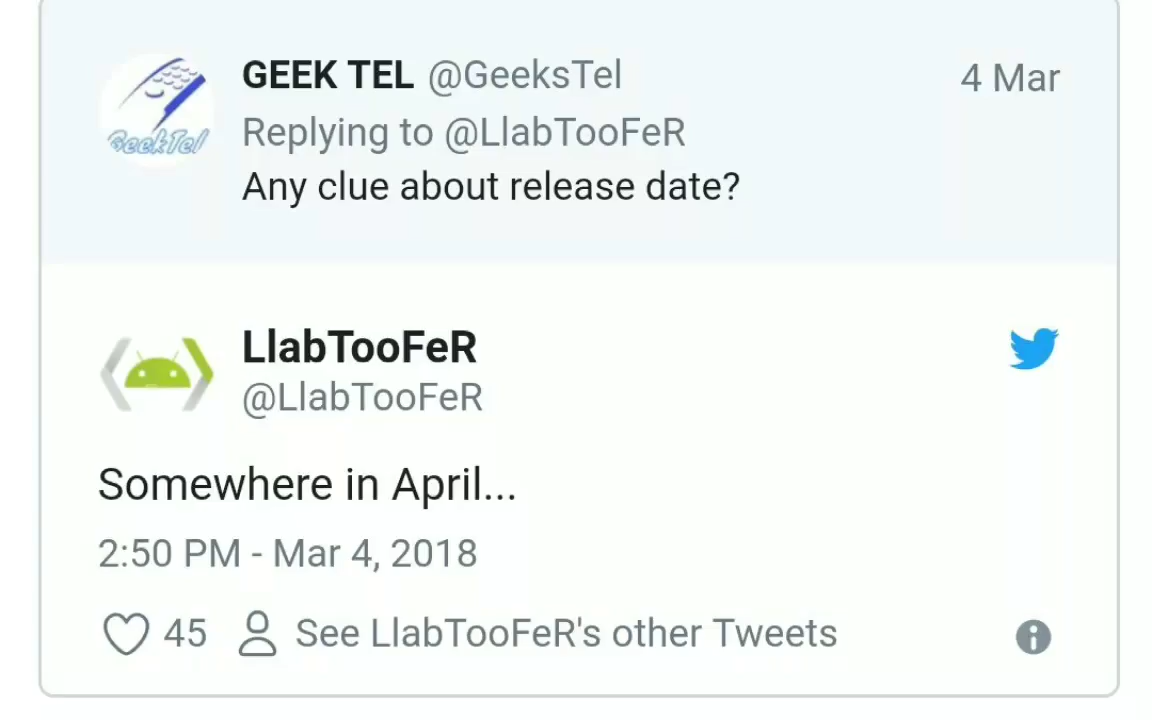 GEEK TEL @GeeksTel 4 Mar
Replying to @LlabTooFeR
Any clue about release date?
GeekTel
LlabTooFeR
@LlabTooFeR
Somewhere in April...
2:50 PM - Mar 4, 2018
45 See LlabTooFeR's other Tweets